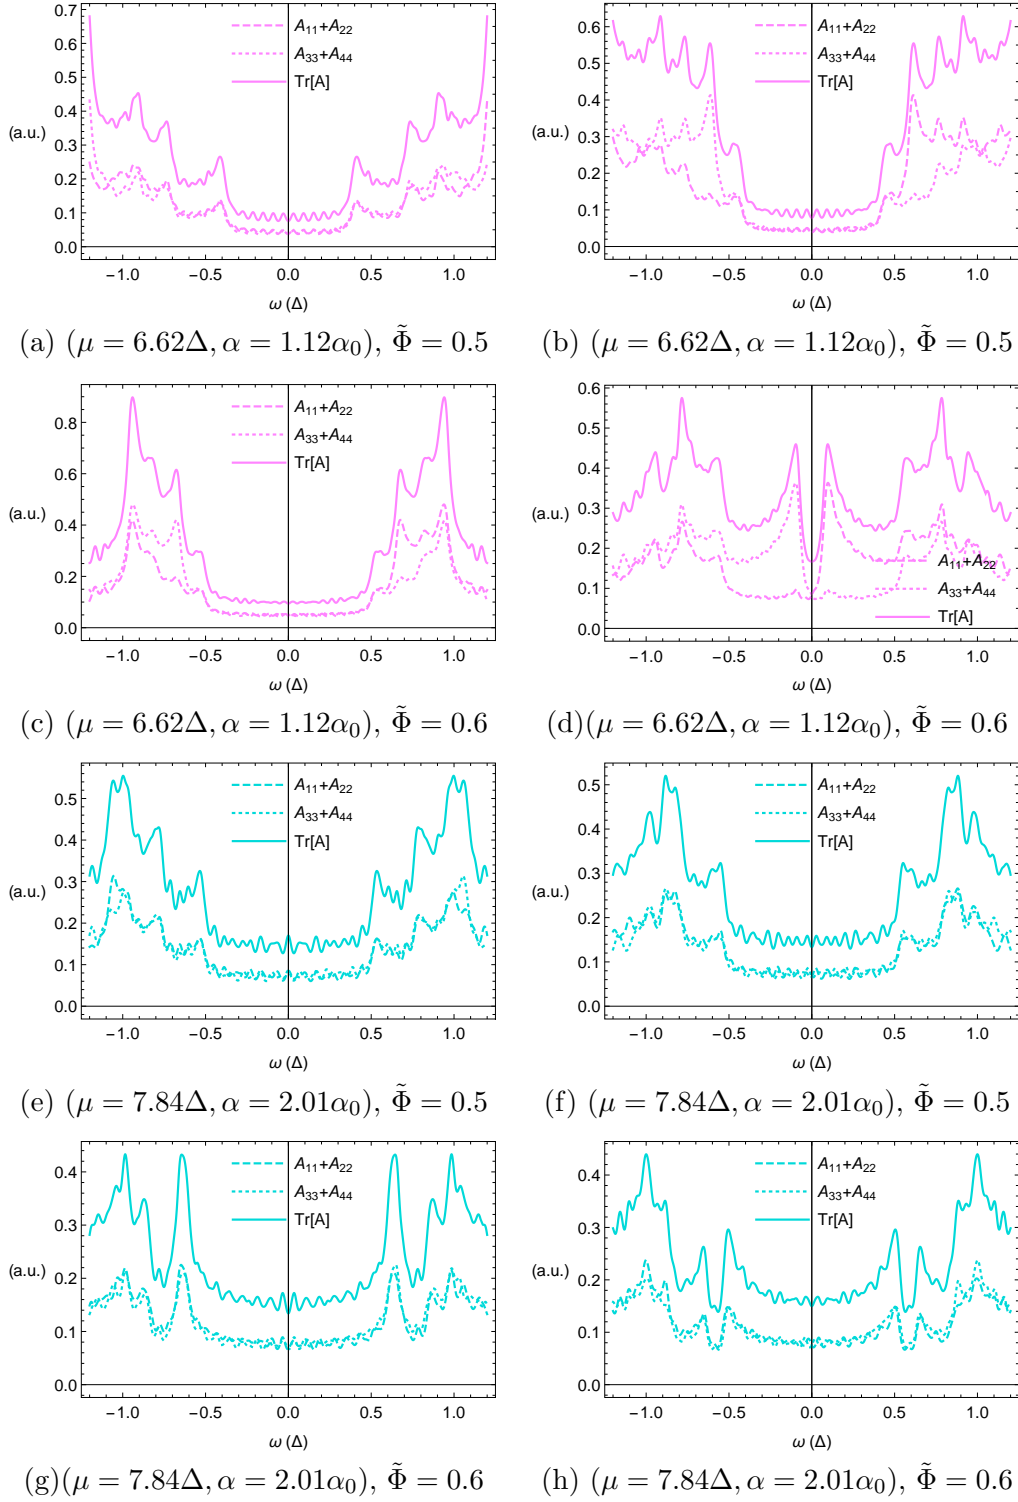 0.7
0.6
0.5
0.4
(a.u.)
0.3
0.2
0.1
0.0
−1.0 −0.5 0.0 0.5 1.0
ω (Δ)
A₁₁+A₂₂
A₃₃+A₄₄
Tr[A]
(a) (μ = 6.62Δ, α = 1.12α₀), Φ̃ = 0.5
0.6
0.5
0.4
(a.u.)
0.3
0.2
0.1
0.0
−1.0 −0.5 0.0 0.5 1.0
ω (Δ)
A₁₁+A₂₂
A₃₃+A₄₄
Tr[A]
(b) (μ = 6.62Δ, α = 1.12α₀), Φ̃ = 0.5
0.8
0.6
(a.u.)
0.4
0.2
0.0
−1.0 −0.5 0.0 0.5 1.0
ω (Δ)
A₁₁+A₂₂
A₃₃+A₄₄
Tr[A]
(c) (μ = 6.62Δ, α = 1.12α₀), Φ̃ = 0.6
0.6
0.5
0.4
(a.u.)
0.3
0.2
0.1
0.0
−1.0 −0.5 0.0 0.5 1.0
ω (Δ)
A₁₁+A₂₂
A₃₃+A₄₄
Tr[A]
(d)(μ = 6.62Δ, α = 1.12α₀), Φ̃ = 0.6
0.5
0.4
0.3
(a.u.)
0.2
0.1
0.0
−1.0 −0.5 0.0 0.5 1.0
ω (Δ)
A₁₁+A₂₂
A₃₃+A₄₄
Tr[A]
(e) (μ = 7.84Δ, α = 2.01α₀), Φ̃ = 0.5
0.5
0.4
0.3
(a.u.)
0.2
0.1
0.0
−1.0 −0.5 0.0 0.5 1.0
ω (Δ)
A₁₁+A₂₂
A₃₃+A₄₄
Tr[A]
(f) (μ = 7.84Δ, α = 2.01α₀), Φ̃ = 0.5
0.4
0.3
(a.u.)
0.2
0.1
0.0
−1.0 −0.5 0.0 0.5 1.0
ω (Δ)
A₁₁+A₂₂
A₃₃+A₄₄
Tr[A]
(g)(μ = 7.84Δ, α = 2.01α₀), Φ̃ = 0.6
0.4
0.3
(a.u.)
0.2
0.1
0.0
−1.0 −0.5 0.0 0.5 1.0
ω (Δ)
A₁₁+A₂₂
A₃₃+A₄₄
Tr[A]
(h) (μ = 7.84Δ, α = 2.01α₀), Φ̃ = 0.6